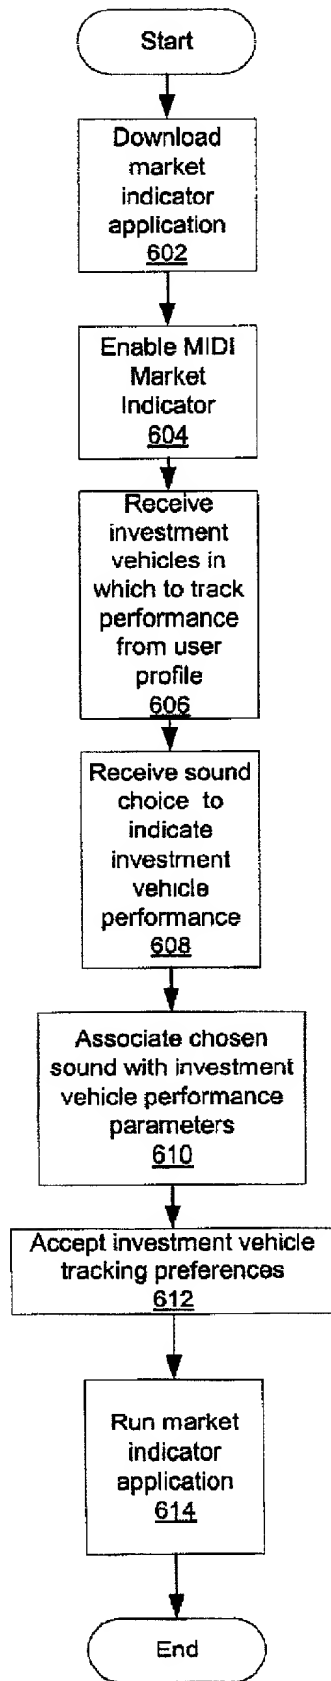 Start
Download
market
indicator
application
602
Enable MIDI
Market
Indicator
604
Receive
investment
vehicles in
which to track
performance
from user
profile
606
Receive sound
choice to
indicate
investment
vehicle
performance
608
Associate chosen
sound with investment
vehicle performance
parameters
610
Accept investment vehicle
tracking preferences
612
Run market
indicator
application
614
End